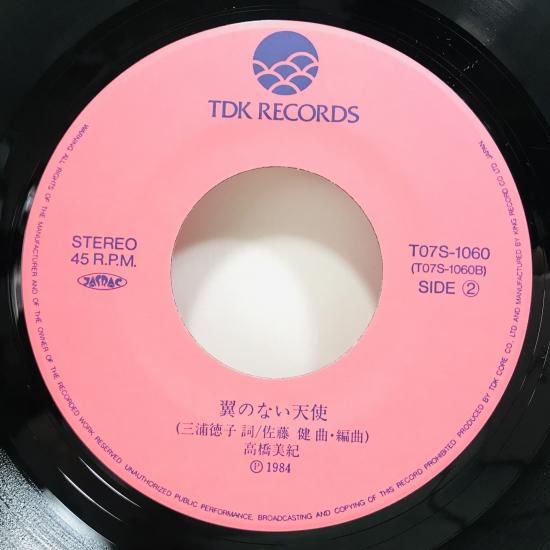 TDK RECORDS
STEREO
45 R.P.M.
JASRAC
T07S-1060
(T07S-1060B)
SIDE ②
翼のない天使
(三浦徳子 詞/佐藤 健 曲・編曲)
高橋美紀
Ⓟ 1984
WARNING: ALL RIGHTS OF THE MANUFACTURER AND OF THE OWNER OF THE RECORDED WORK RESERVED. UNAUTHORIZED PUBLIC PERFORMANCE, BROADCASTING AND COPYING OF THIS RECORD PROHIBITED. PRODUCED BY TDK CORE CO. LTD AND MANUFACTURED BY KING RECORD CO. LTD JAPAN